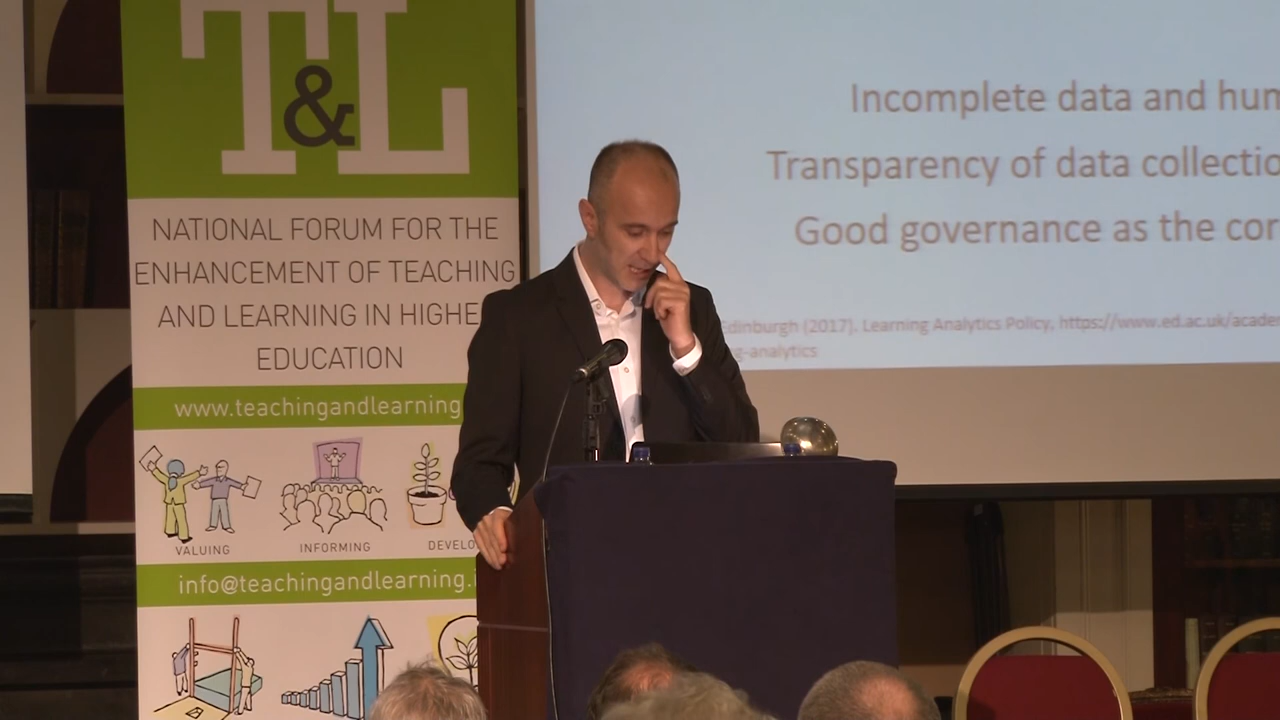 T&L
NATIONAL FORUM FOR THE
ENHANCEMENT OF TEACHING
AND LEARNING IN HIGHE
EDUCATION
www.teachingandlearning
VALUING
INFORMING
DEVELO
info@teachingandlearning.i
Incomplete data and hum
Transparency of data collectio
Good governance as the cor
Edinburgh (2017). Learning Analytics Policy, https://www.ed.ac.uk/acade
g-analytics